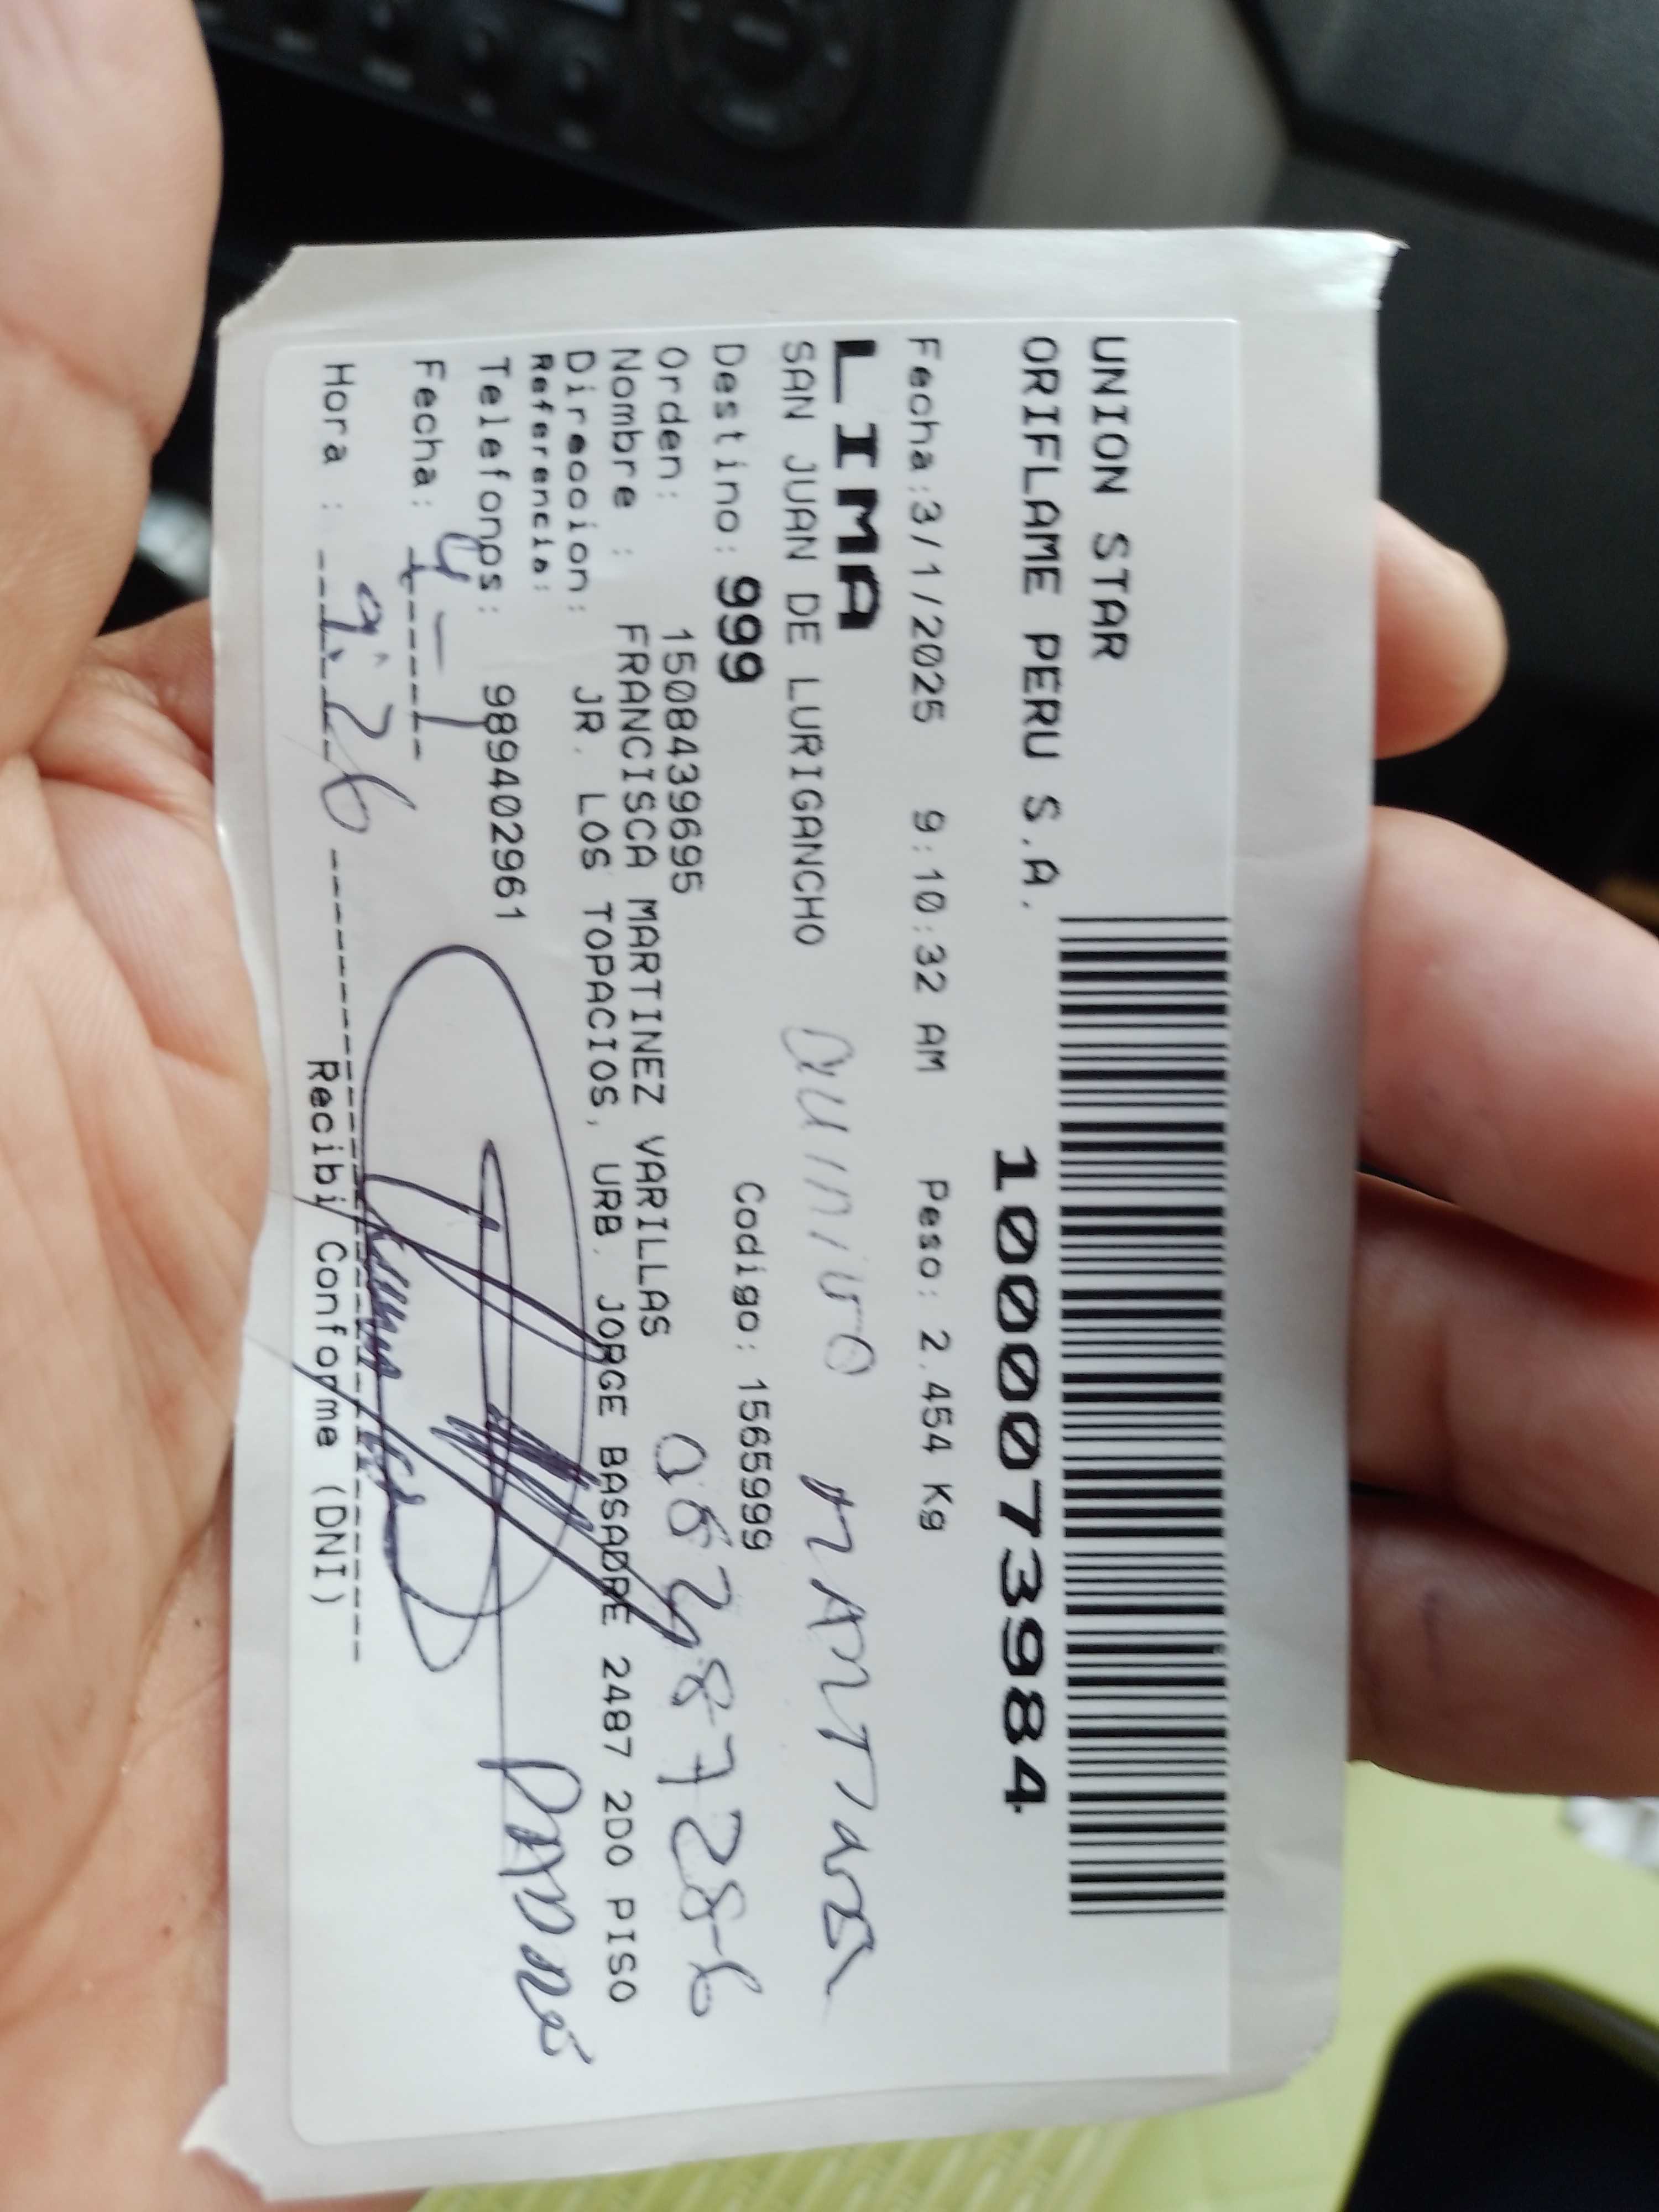 UNION STAR
ORIFLAME PERU S.A.
1000073984
Fecha:3/1/2025 9:10:32 AM Peso: 2.454 Kg
LIMA
SAN JUAN DE LURIGANCHO
Destino: 999 Codigo: 1565999
Orden: 15084396695
Nombre : FRANCISCA MARTINEZ VARILLAS
Direccion: JR. LOS TOPACIOS, URB. JORGE BASADRE 2487 2DO PISO
Referencia:
Telefonos: 989402961
Fecha: 4-1
Hora : 9:26
Recibi Conforme (DNI)